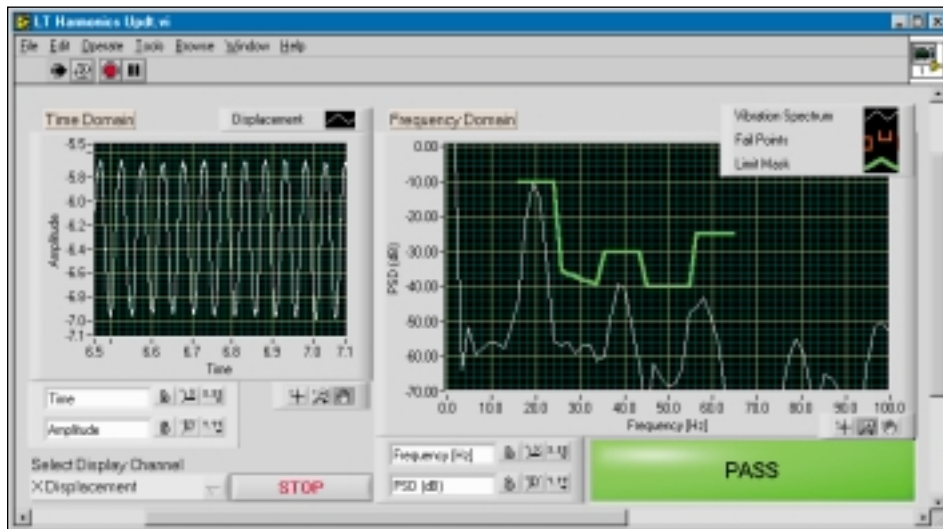 LT Harmonics Updt.vi
File Edit Operate Tools Browse Window Help
Time Domain
Displacement
-5.5
-5.8
-6.0
-6.2
-6.4
-6.6
-6.8
-7.0
-7.1
Amplitude
6.5 6.6 6.7 6.8 6.9 7.0 7.1
Time
Time
Amplitude
Select Display Channel
X Displacement
STOP
Frequency Domain
Vibration Spectrum
Fail Points
Limit Mask
0.00
-10.00
-20.00
-30.00
-40.00
-50.00
-60.00
-70.00
PSD (dB)
0.0 10.0 20.0 30.0 40.0 50.0 60.0 70.0 80.0 90.0 100.0
Frequency [Hz]
Frequency [Hz]
PSD (dB)
PASS